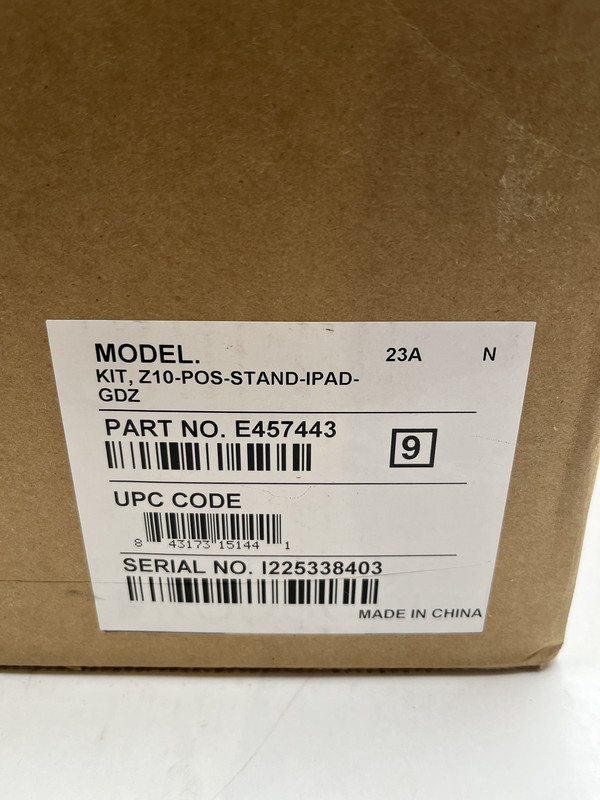 MODEL. 23A N
KIT, Z10-POS-STAND-IPAD-
GDZ
PART NO. E457443
9
UPC CODE
8 43173 15144 1
SERIAL NO. I225338403
MADE IN CHINA